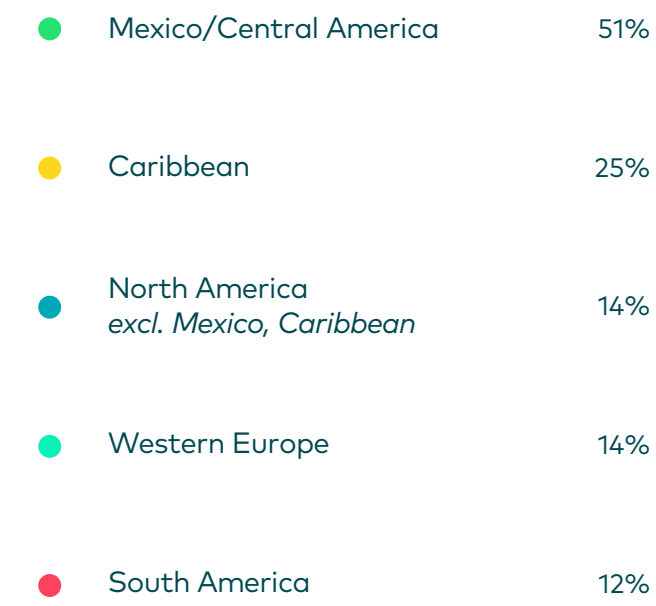 Mexico/Central America 51%
Caribbean 25%
North America
excl. Mexico, Caribbean 14%
Western Europe 14%
South America 12%